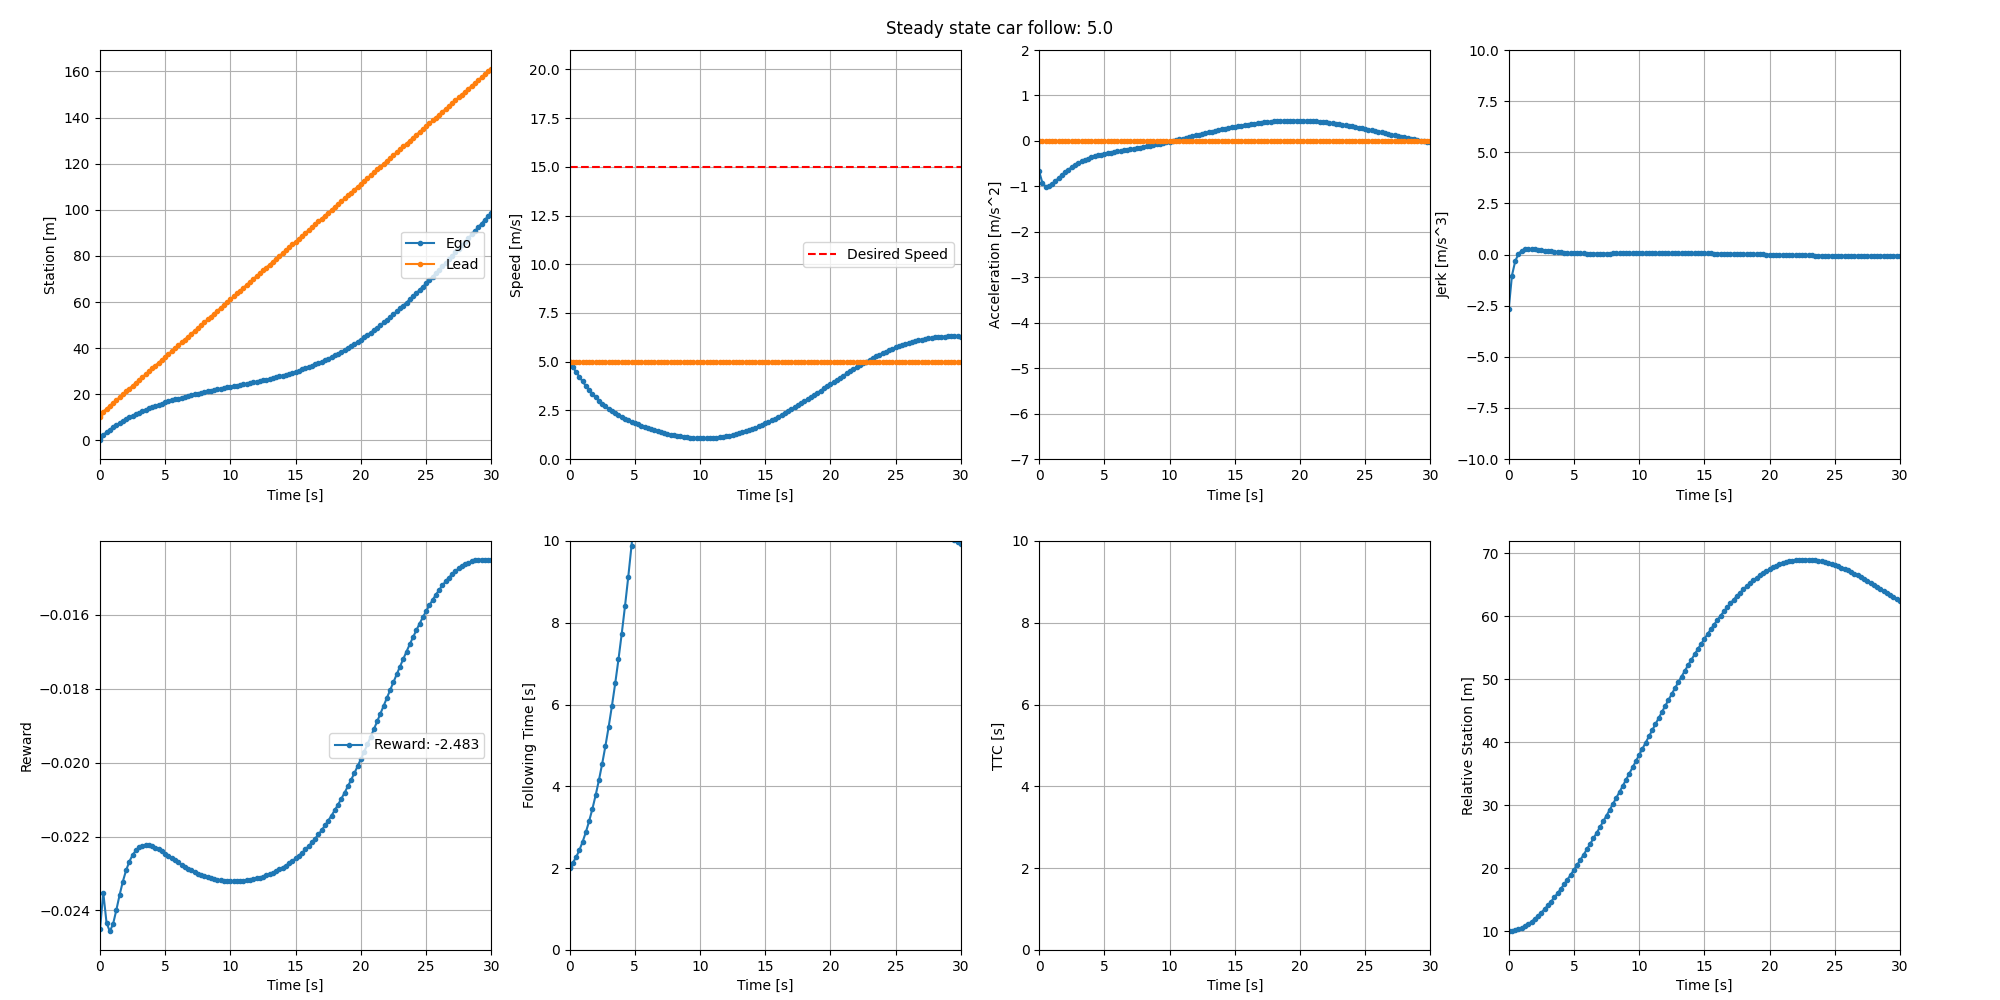 Steady state car follow: 5.0
160
140
120
100
80
60
40
20
0
Station [m]
Ego
Lead
0 5 10 15 20 25 30
Time [s]
20.0
17.5
15.0
12.5
10.0
7.5
5.0
2.5
0.0
Speed [m/s]
Desired Speed
0 5 10 15 20 25 30
Time [s]
2
1
0
−1
−2
−3
−4
−5
−6
−7
Acceleration [m/s^2]
0 5 10 15 20 25 30
Time [s]
10.0
7.5
5.0
2.5
0.0
−2.5
−5.0
−7.5
−10.0
Jerk [m/s^3]
0 5 10 15 20 25 30
Time [s]
−0.016
−0.018
−0.020
−0.022
−0.024
Reward
Reward: -2.483
0 5 10 15 20 25 30
Time [s]
10
8
6
4
2
0
Following Time [s]
0 5 10 15 20 25 30
Time [s]
10
8
6
4
2
0
TTC [s]
0 5 10 15 20 25 30
Time [s]
70
60
50
40
30
20
10
Relative Station [m]
0 5 10 15 20 25 30
Time [s]